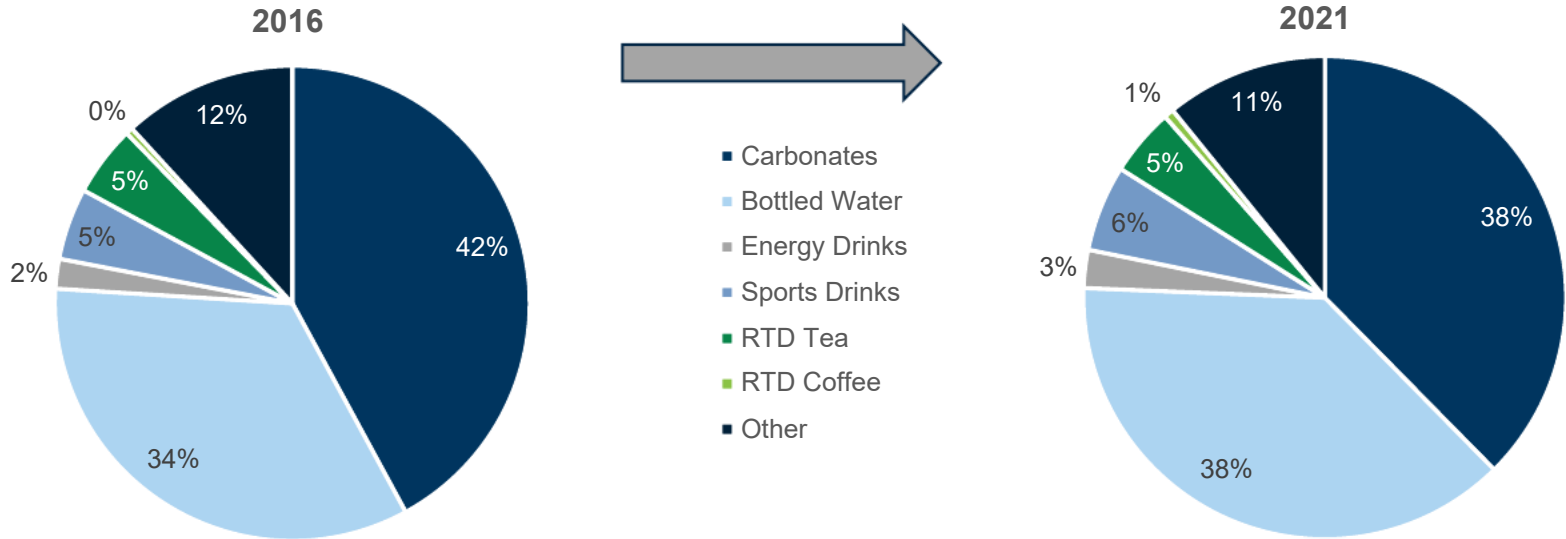 2016
42%
34%
2%
5%
5%
0%
12%
Carbonates
Bottled Water
Energy Drinks
Sports Drinks
RTD Tea
RTD Coffee
Other
2021
38%
38%
3%
6%
5%
1%
11%